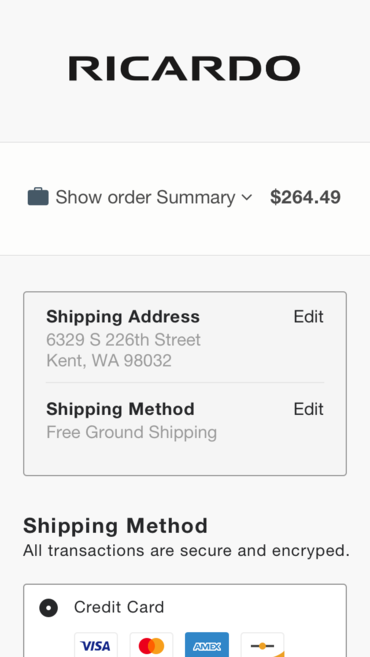 RICARDO
Show order Summary $264.49
Shipping Address Edit
6329 S 226th Street
Kent, WA 98032
Shipping Method Edit
Free Ground Shipping
Shipping Method
All transactions are secure and encryped.
Credit Card
VISA AMEX